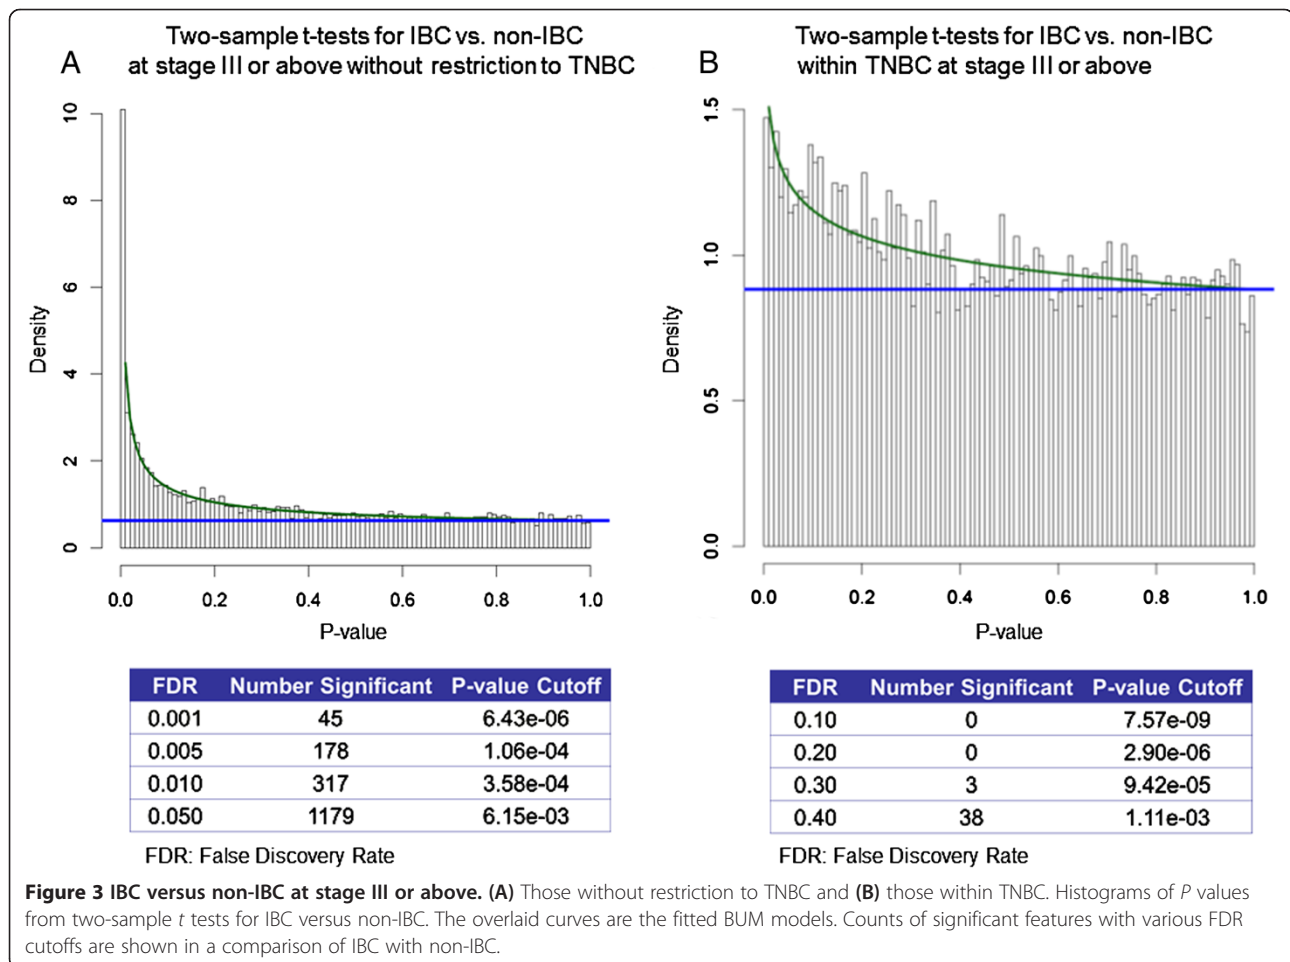 A
Two-sample t-tests for IBC vs. non-IBC
at stage III or above without restriction to TNBC
10
8
6
4
2
0
Density
0.0 0.2 0.4 0.6 0.8 1.0
P-value
FDR Number Significant P-value Cutoff
0.001 45 6.43e-06
0.005 178 1.06e-04
0.010 317 3.58e-04
0.050 1179 6.15e-03
FDR: False Discovery Rate
B
Two-sample t-tests for IBC vs. non-IBC
within TNBC at stage III or above
1.5
1.0
0.5
0.0
Density
0.0 0.2 0.4 0.6 0.8 1.0
P-value
FDR Number Significant P-value Cutoff
0.10 0 7.57e-09
0.20 0 2.90e-06
0.30 3 9.42e-05
0.40 38 1.11e-03
FDR: False Discovery Rate
Figure 3 IBC versus non-IBC at stage III or above. (A) Those without restriction to TNBC and (B) those within TNBC. Histograms of P values
from two-sample t tests for IBC versus non-IBC. The overlaid curves are the fitted BUM models. Counts of significant features with various FDR
cutoffs are shown in a comparison of IBC with non-IBC.